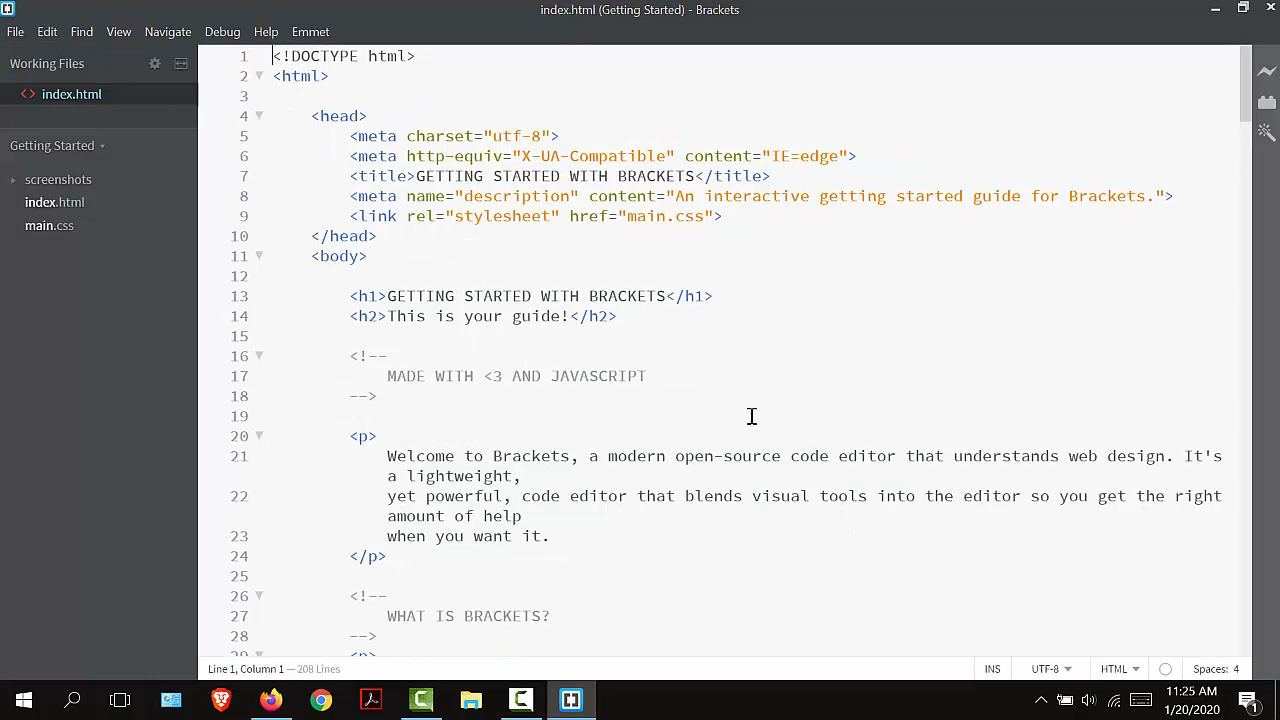 index.html (Getting Started) - Brackets
File Edit Find View Navigate Debug Help Emmet
Working Files
<> index.html
Getting Started
screenshots
index.html
main.css
1 <!DOCTYPE html>
2 <html>
3
4 <head>
5 <meta charset="utf-8">
6 <meta http-equiv="X-UA-Compatible" content="IE=edge">
7 <title>GETTING STARTED WITH BRACKETS</title>
8 <meta name="description" content="An interactive getting started guide for Brackets.">
9 <link rel="stylesheet" href="main.css">
10 </head>
11 <body>
12
13 <h1>GETTING STARTED WITH BRACKETS</h1>
14 <h2>This is your guide!</h2>
15
16 <!--
17 MADE WITH <3 AND JAVASCRIPT
18 -->
19
20 <p>
21 Welcome to Brackets, a modern open-source code editor that understands web design. It's
a lightweight,
22 yet powerful, code editor that blends visual tools into the editor so you get the right
amount of help
23 when you want it.
24 </p>
25
26 <!--
27 WHAT IS BRACKETS?
28 -->
29 <p>
Line 1, Column 1 — 208 Lines INS UTF-8 HTML Spaces: 4
11:25 AM
1/20/2020
1